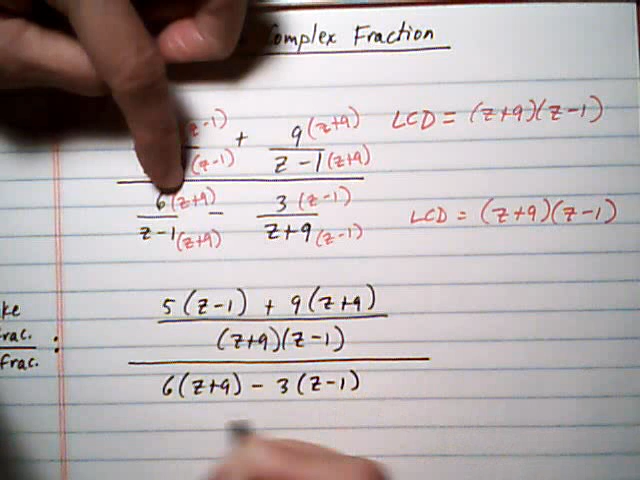 Complex Fraction
(z-1) + 9(z+9) LCD = (z+9)(z-1)
(z-1) z-1(z+9)
6(z+9) - 3(z-1) LCD = (z+9)(z-1)
z-1(z+9) z+9(z-1)
5(z-1) + 9(z+9)
frac. (z+9)(z-1)
frac. :
6(z+9) - 3(z-1)